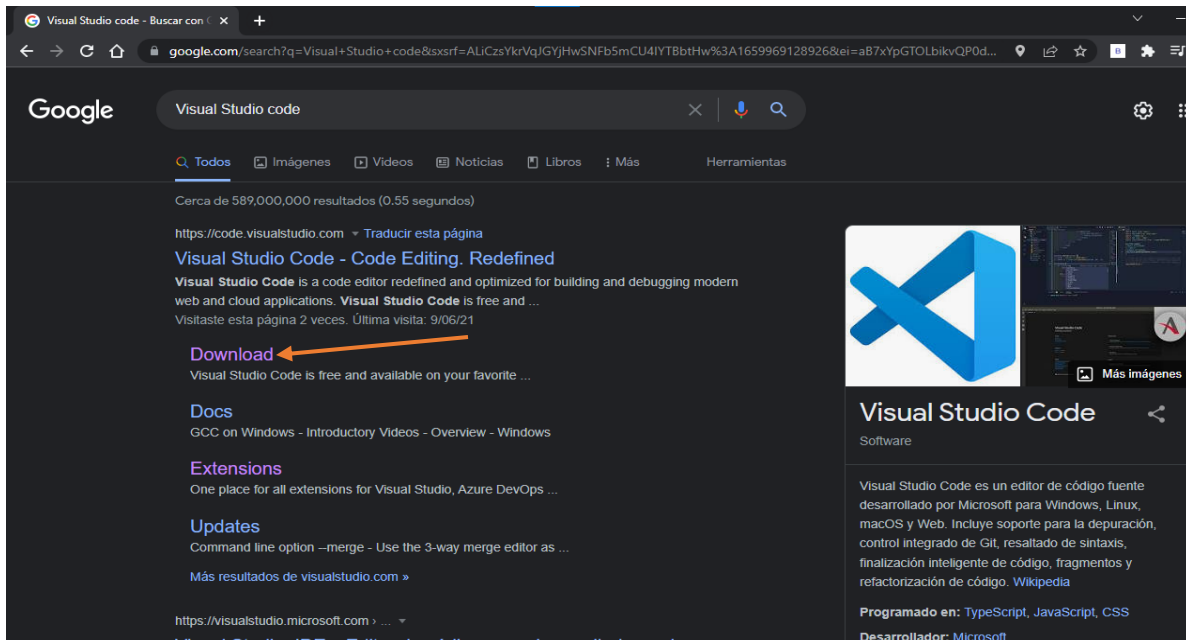 Visual Studio code - Buscar con G
google.com/search?q=Visual+Studio+code&sxsrf=ALiCzsYkrVqJGYjHwSNFb5mCU4IYTBbtHw%3A1659969128926&ei=aB7xYpGTOLbikvQP0d...
Google
Visual Studio code
Todos
Imágenes
Videos
Noticias
Libros
Más
Herramientas
Cerca de 589,000,000 resultados (0.55 segundos)
https://code.visualstudio.com Traducir esta página
Visual Studio Code - Code Editing. Redefined
Visual Studio Code is a code editor redefined and optimized for building and debugging modern
web and cloud applications. Visual Studio Code is free and ...
Visitaste esta página 2 veces. Última visita: 9/06/21
Download
Visual Studio Code is free and available on your favorite ...
Docs
GCC on Windows - Introductory Videos - Overview - Windows
Extensions
One place for all extensions for Visual Studio, Azure DevOps ...
Updates
Command line option --merge - Use the 3-way merge editor as ...
Más resultados de visualstudio.com »
https://visualstudio.microsoft.com › ...
Más imágenes
Visual Studio Code
Software
Visual Studio Code es un editor de código fuente
desarrollado por Microsoft para Windows, Linux,
macOS y Web. Incluye soporte para la depuración,
control integrado de Git, resaltado de sintaxis,
finalización inteligente de código, fragmentos y
refactorización de código. Wikipedia
Programado en: TypeScript, JavaScript, CSS
Desarrollador: Microsoft